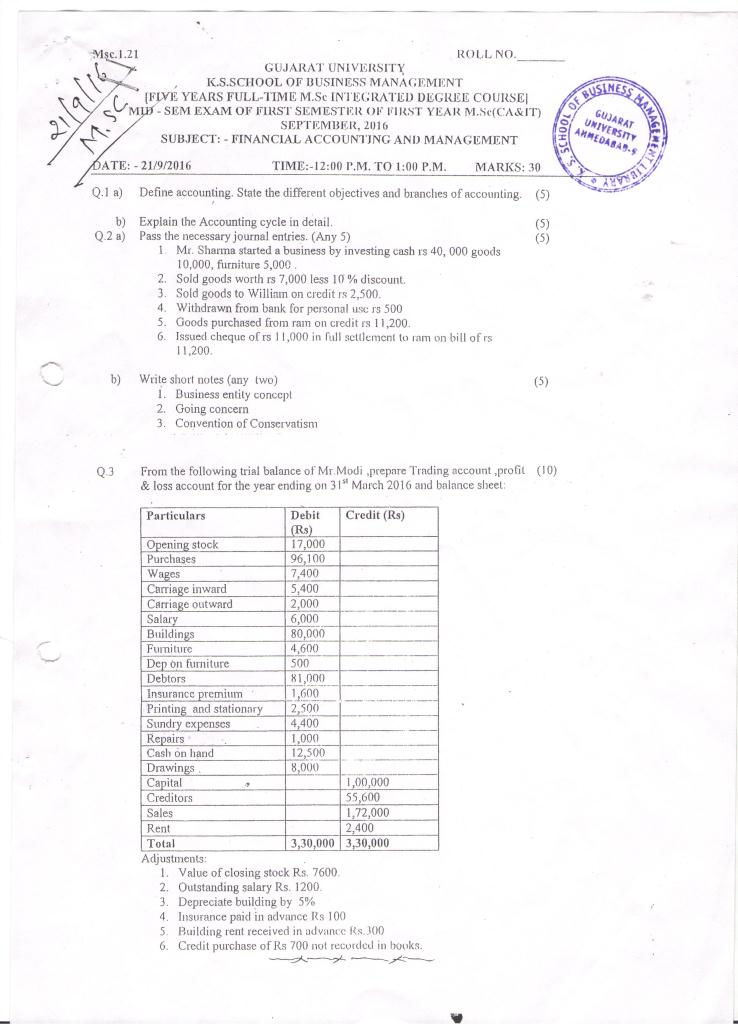 Msc.1.21 ROLL NO.
21/9/16
M.SC
GUJARAT UNIVERSITY
K.S.SCHOOL OF BUSINESS MANAGEMENT
[FIVE YEARS FULL-TIME M.Sc INTEGRATED DEGREE COURSE]
MID - SEM EXAM OF FIRST SEMESTER OF FIRST YEAR M.Sc(CA&IT)
SEPTEMBER, 2016
SUBJECT: - FINANCIAL ACCOUNTING AND MANAGEMENT
K. S. SCHOOL OF BUSINESS MANAGEMENT LIBRARY
GUJARAT
UNIVERSITY
AHMEDABAD-9
DATE: - 21/9/2016 TIME:-12:00 P.M. TO 1:00 P.M. MARKS: 30
Q.1 a) Define accounting. State the different objectives and branches of accounting. (5)
b) Explain the Accounting cycle in detail. (5)
Q.2 a) Pass the necessary journal entries. (Any 5) (5)
1. Mr. Sharma started a business by investing cash rs 40, 000 goods
10,000, furniture 5,000 .
2. Sold goods worth rs 7,000 less 10 % discount.
3. Sold goods to William on credit rs 2,500.
4. Withdrawn from bank for personal use rs 500
5. Goods purchased from ram on credit rs 11,200.
6. Issued cheque of rs 11,000 in full settlement to ram on bill of rs
11,200.
b) Write short notes (any two) (5)
1. Business entity concept
2. Going concern
3. Convention of Conservatism
Q.3 From the following trial balance of Mr.Modi ,prepare Trading account ,profit (10)
& loss account for the year ending on 31st March 2016 and balance sheet:
Particulars Debit Credit (Rs)
(Rs)
Opening stock 17,000
Purchases 96,100
Wages 7,400
Carriage inward 5,400
Carriage outward 2,000
Salary 6,000
Buildings 80,000
Furniture 4,600
Dep on furniture 500
Debtors 81,000
Insurance premium 1,600
Printing and stationary 2,500
Sundry expenses 4,400
Repairs 1,000
Cash on hand 12,500
Drawings 8,000
Capital 1,00,000
Creditors 55,600
Sales 1,72,000
Rent 2,400
Total 3,30,000 3,30,000
Adjustments:
1. Value of closing stock Rs. 7600.
2. Outstanding salary Rs. 1200.
3. Depreciate building by 5%
4. Insurance paid in advance Rs 100
5. Building rent received in advance Rs.300
6. Credit purchase of Rs 700 not recorded in books.